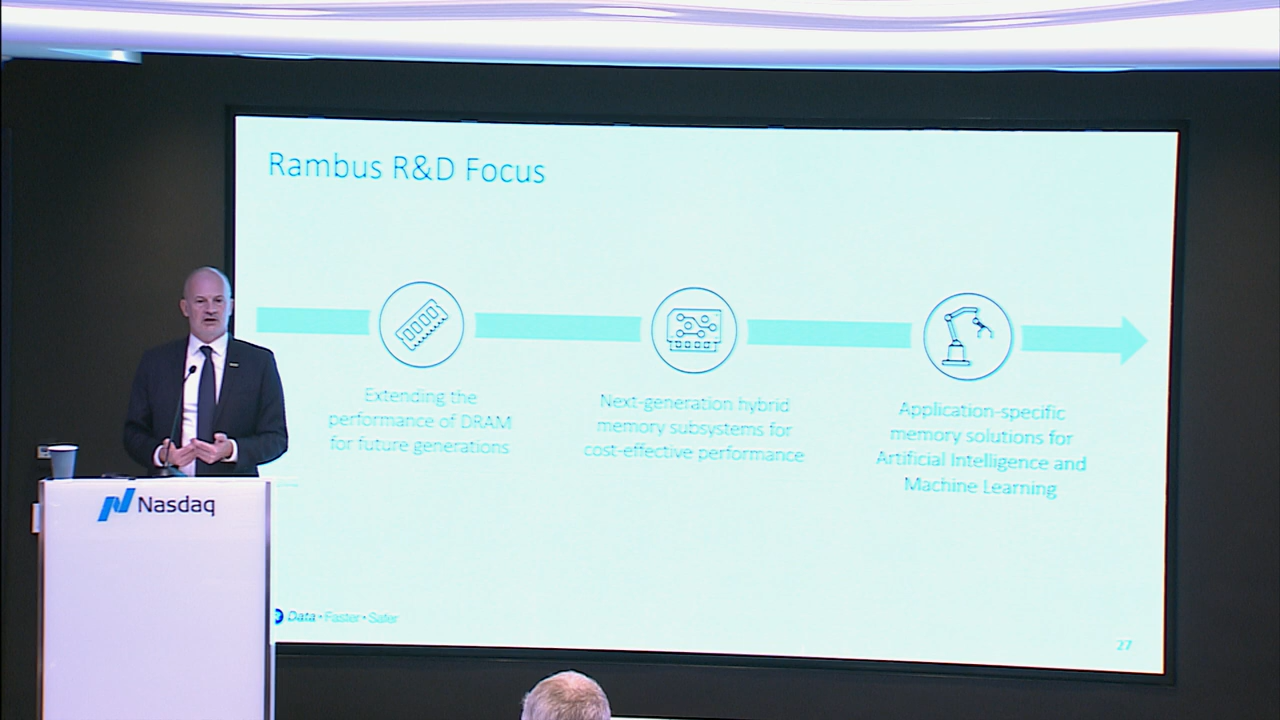 Rambus R&D Focus
Extending the
performance of DRAM
for future generations
Next-generation hybrid
memory subsystems for
cost-effective performance
Application-specific
memory solutions for
Artificial Intelligence and
Machine Learning
Nasdaq
Data • Faster • Safer
27